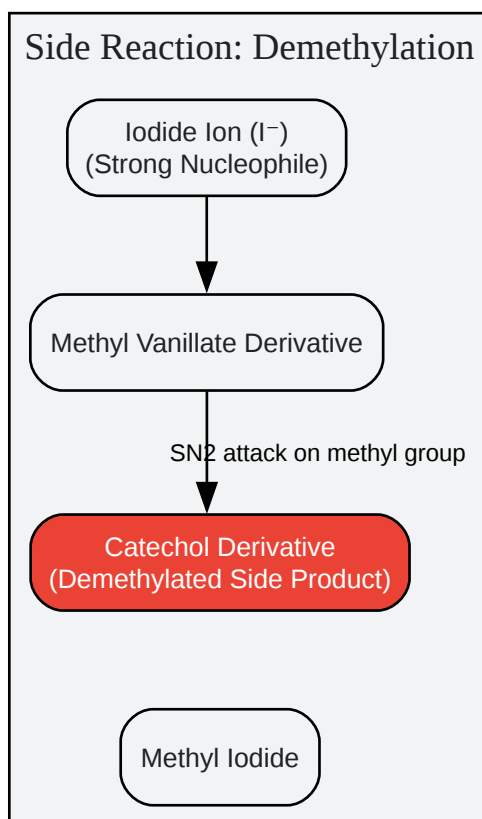 Side Reaction: Demethylation
Iodide Ion (I⁻)
(Strong Nucleophile)
Methyl Vanillate Derivative
SN2 attack on methyl group
Catechol Derivative
(Demethylated Side Product)
Methyl Iodide